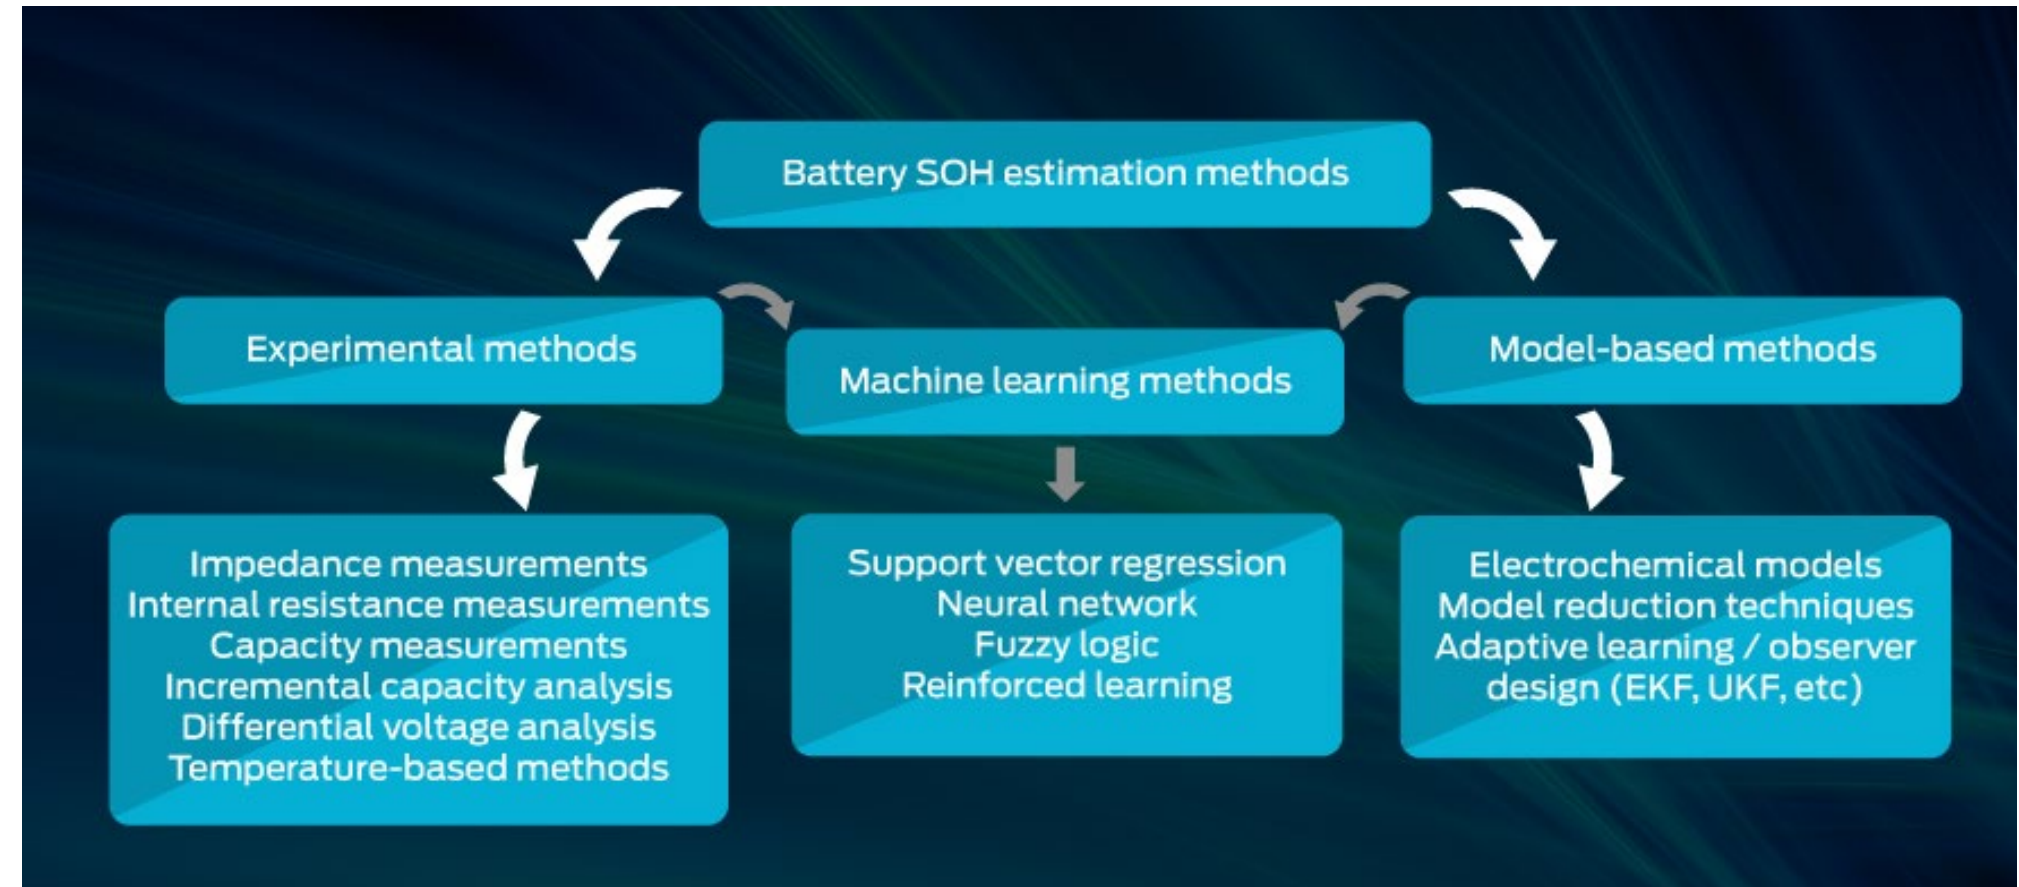 Battery SOH estimation methods
Experimental methods
Machine learning methods
Model-based methods
Impedance measurements
Internal resistance measurements
Capacity measurements
Incremental capacity analysis
Differential voltage analysis
Temperature-based methods
Support vector regression
Neural network
Fuzzy logic
Reinforced learning
Electrochemical models
Model reduction techniques
Adaptive learning / observer
design (EKF, UKF, etc)